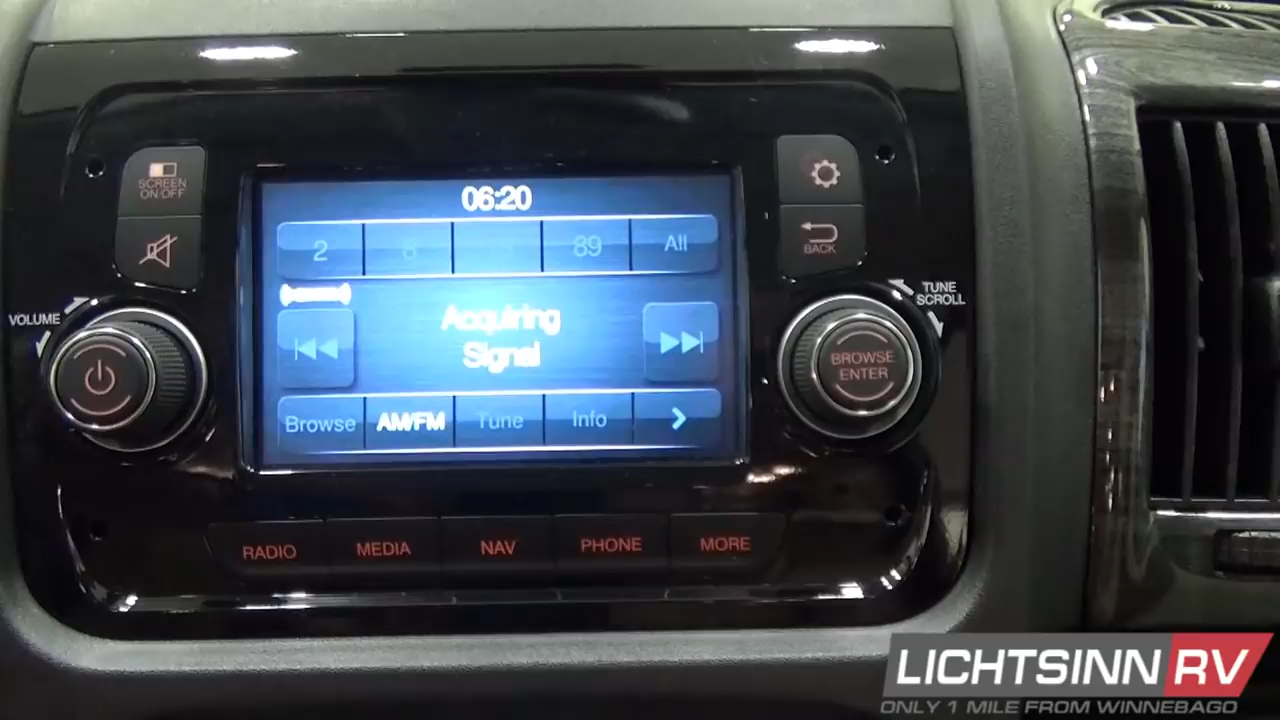 SCREEN
ON/OFF
06:20
2 8 89 All
BACK
VOLUME
TUNE
SCROLL
Acquiring
Signal
BROWSE
ENTER
Browse AM/FM Tune Info
RADIO MEDIA NAV PHONE MORE
LICHTSINN RV
ONLY 1 MILE FROM WINNEBAGO